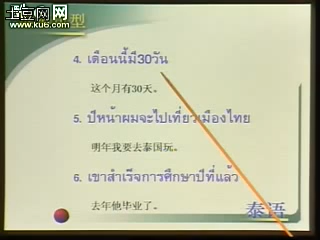 土豆网
www.ku6.com
型
4. เดือนนี้มี30วัน
这个月有30天。
5. ปีหน้าผมจะไปเที่ยวเมืองไทย
明年我要去泰国玩。
6. เขาสำเร็จการศึกษาปีที่แล้ว
去年他毕业了。
泰语